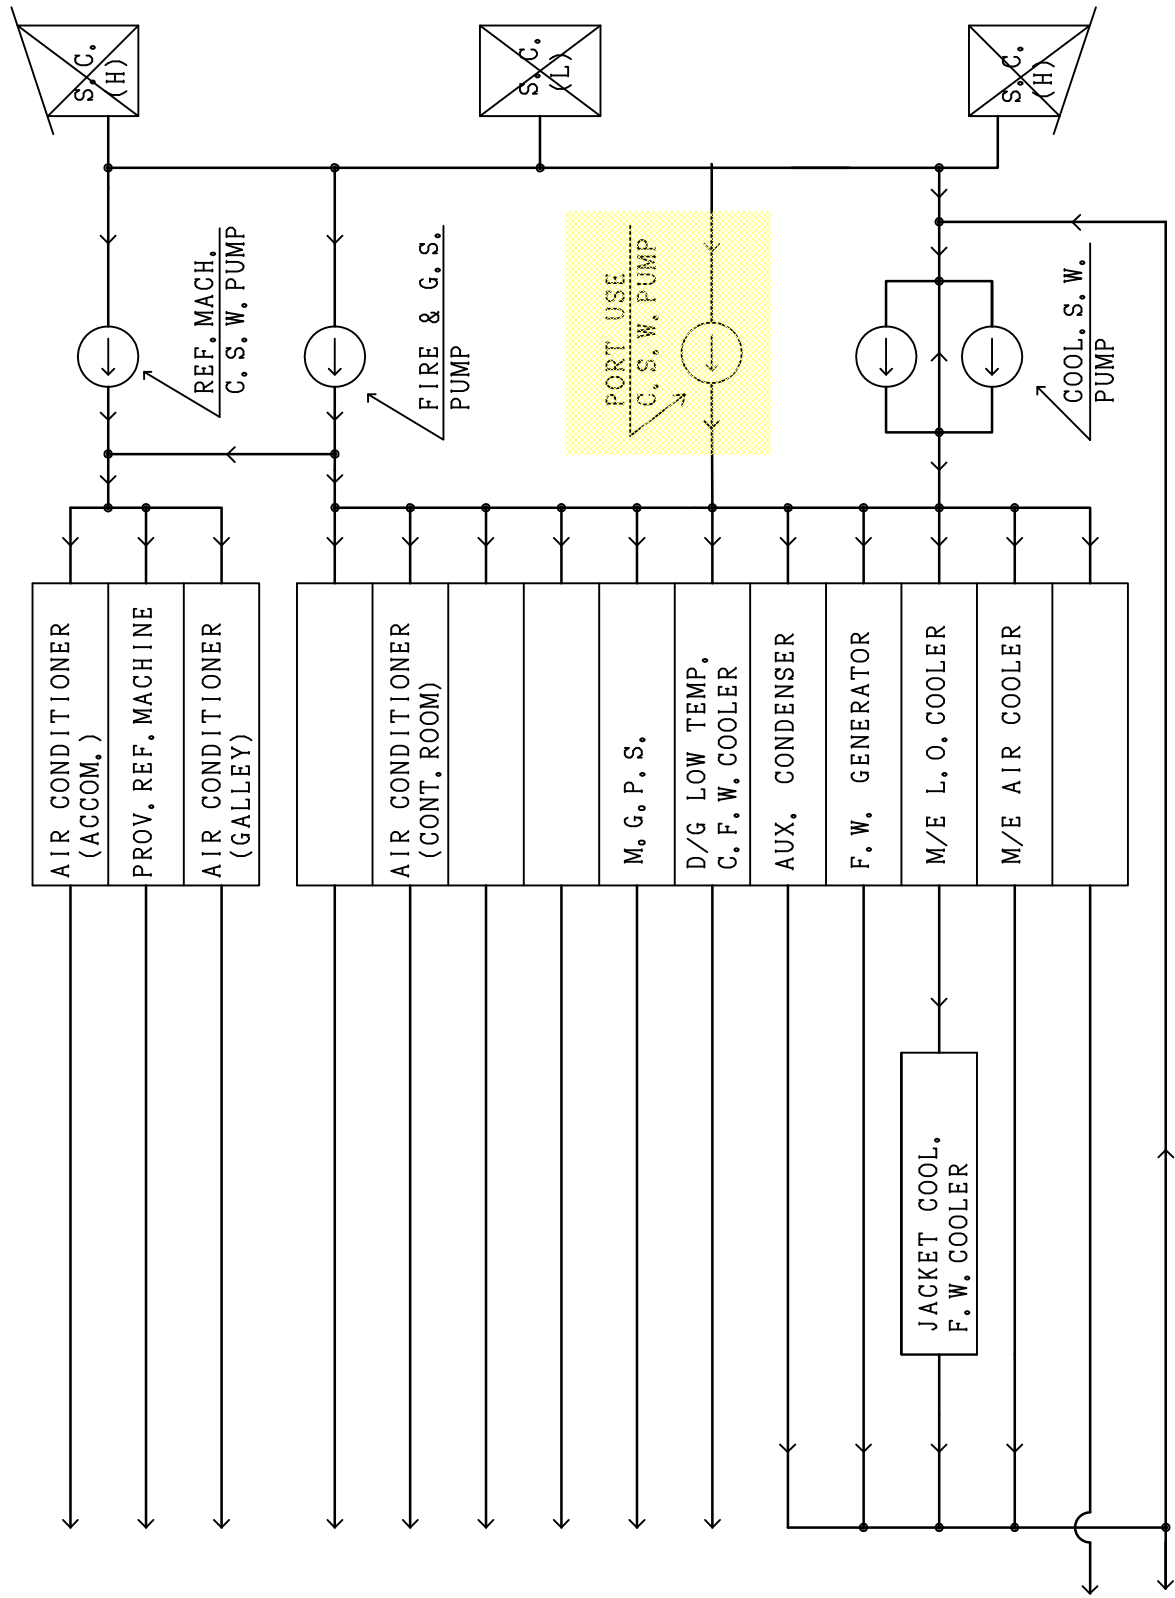 S. C.
(H)
S. C.
(L)
S. C.
(H)
REF. MACH.
C. S. W. PUMP
FIRE & G. S.
PUMP
PORT USE
C. S. W. PUMP
COOL. S. W.
PUMP
AIR CONDITIONER
(ACCOM.)
PROV. REF. MACHINE
AIR CONDITIONER
(GALLEY)
AIR CONDITIONER
(CONT. ROOM)
M. G. P. S.
D/G LOW TEMP.
C. F. W. COOLER
AUX. CONDENSER
F. W. GENERATOR
M/E L. O. COOLER
M/E AIR COOLER
JACKET COOL.
F. W. COOLER